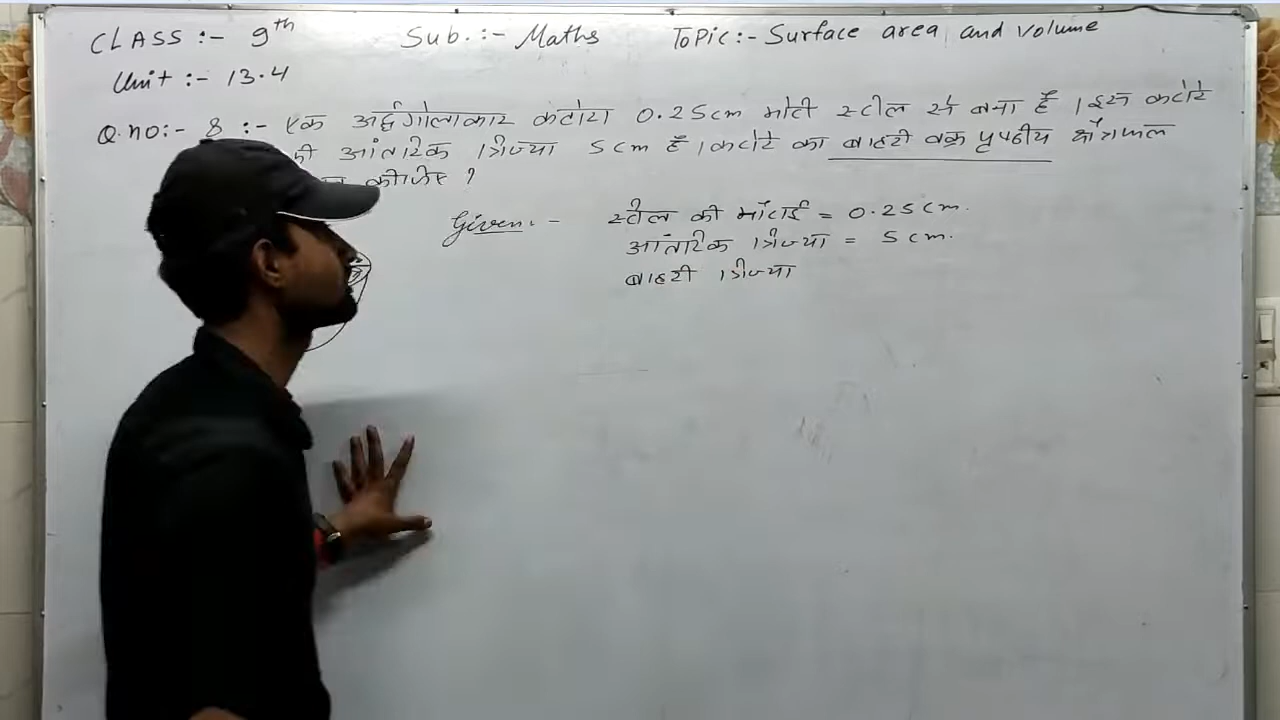 CLASS :- 9th Sub. :- Maths Topic :- Surface area and volume
Unit :- 13.4
Q.no:- 8 :- एक अर्द्धगोलाकार कटोरा 0.25cm मोटी स्टील से बना है । इस कटोरे
की आंतरिक त्रिज्या 5cm है । कटोरे का बाहरी वक्र पृष्ठीय क्षेत्रफल
कीजिए ?
Given :- स्टील की मोटाई = 0.25cm.
आंतरिक त्रिज्या = 5cm.
बाहरी त्रिज्या